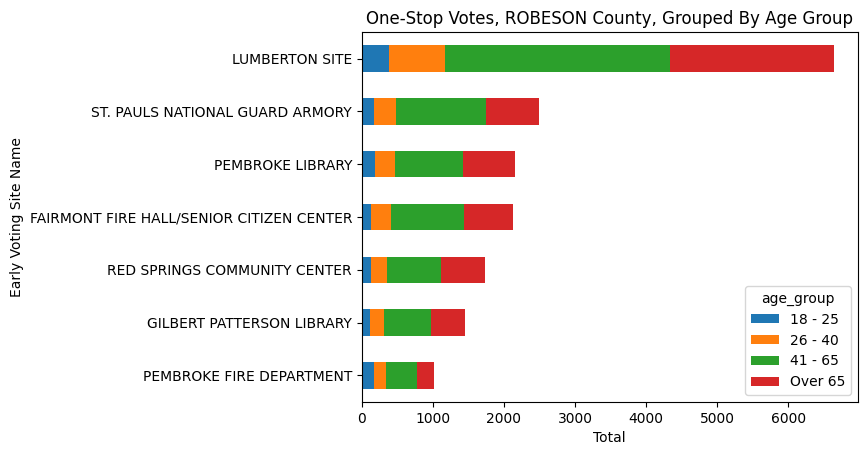 One-Stop Votes, ROBESON County, Grouped By Age Group
Early Voting Site Name
LUMBERTON SITE
ST. PAULS NATIONAL GUARD ARMORY
PEMBROKE LIBRARY
FAIRMONT FIRE HALL/SENIOR CITIZEN CENTER
RED SPRINGS COMMUNITY CENTER
GILBERT PATTERSON LIBRARY
PEMBROKE FIRE DEPARTMENT
age_group
18 - 25
26 - 40
41 - 65
Over 65
0 1000 2000 3000 4000 5000 6000
Total